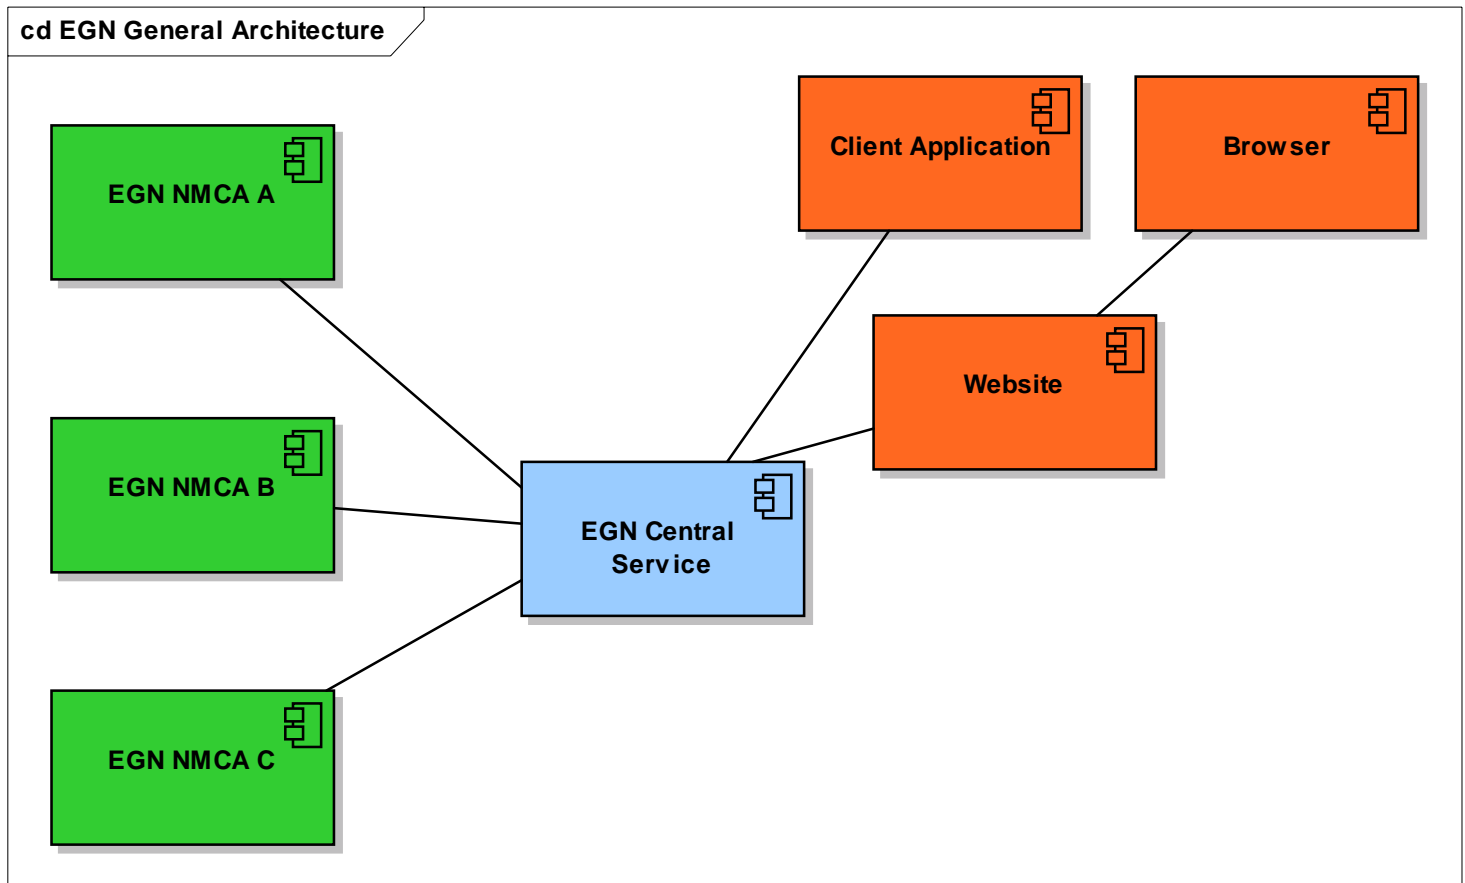 cd EGN General Architecture
Client Application
Browser
EGN NMCA A
Website
EGN NMCA B
EGN Central
Service
EGN NMCA C